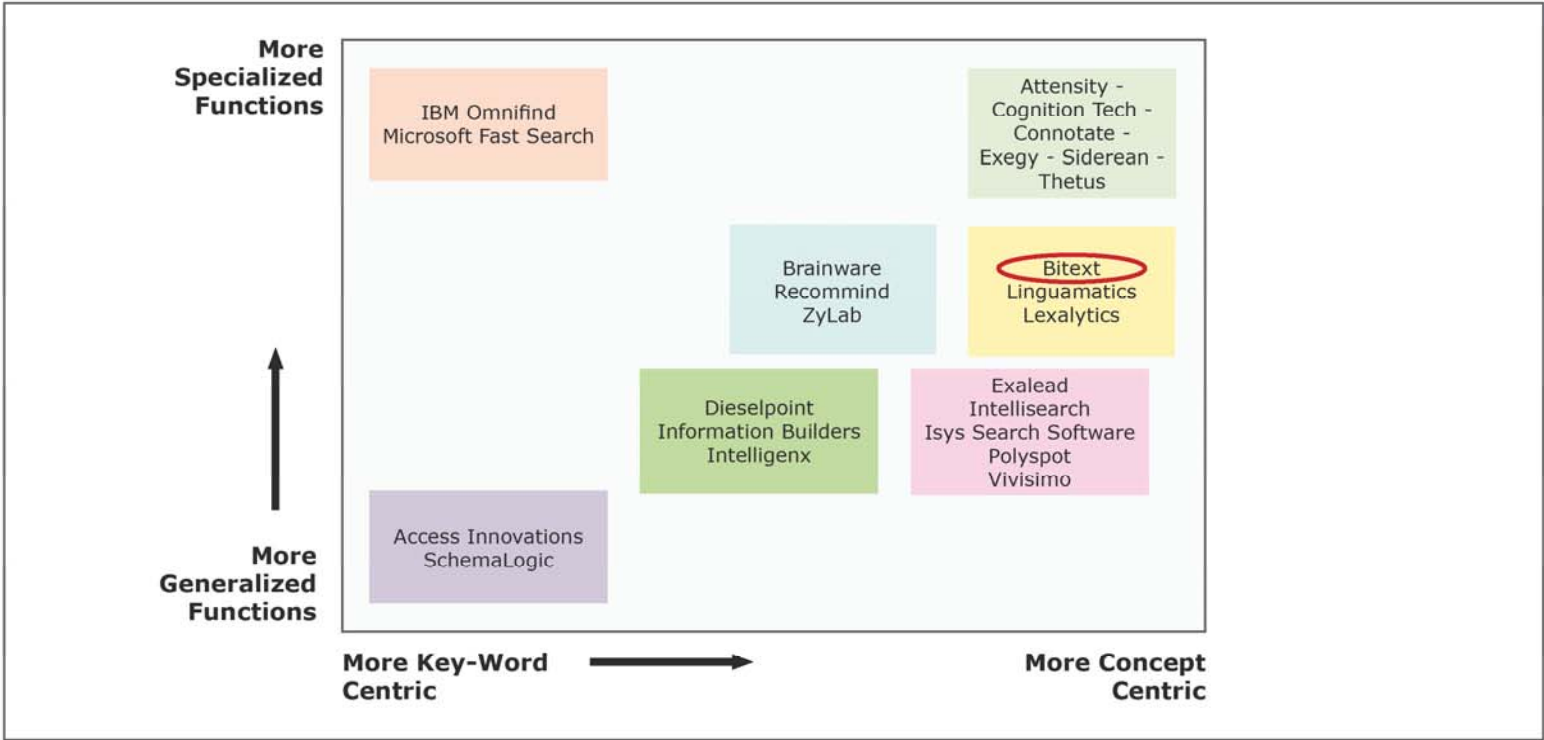 More
Specialized
Functions
IBM Omnifind
Microsoft Fast Search
Attensity -
Cognition Tech -
Connotate -
Exegy - Siderean -
Thetus
Brainware
Recommind
ZyLab
Bitext
Linguamatics
Lexalytics
Dieselpoint
Information Builders
Intelligenx
Exalead
Intellisearch
Isys Search Software
Polyspot
Vivisimo
Access Innovations
SchemaLogic
More
Generalized
Functions
More Key-Word
Centric
More Concept
Centric